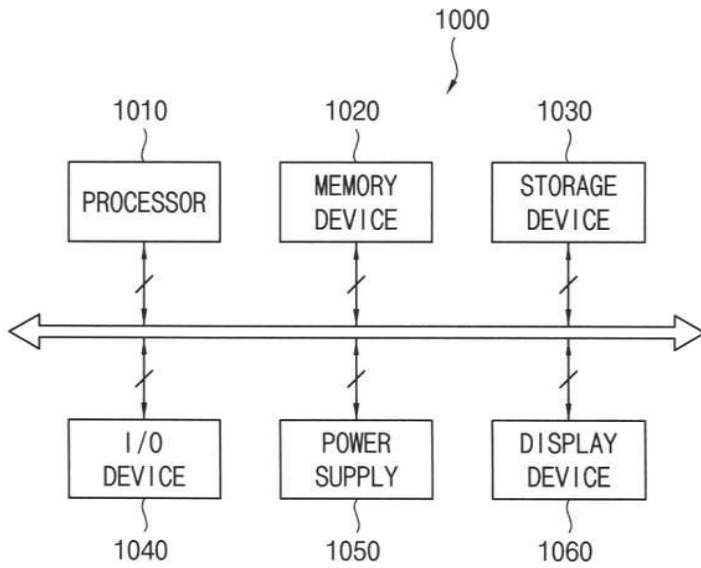 1000
1010
1020
1030
PROCESSOR
MEMORY
DEVICE
STORAGE
DEVICE
I/O
DEVICE
POWER
SUPPLY
DISPLAY
DEVICE
1040
1050
1060